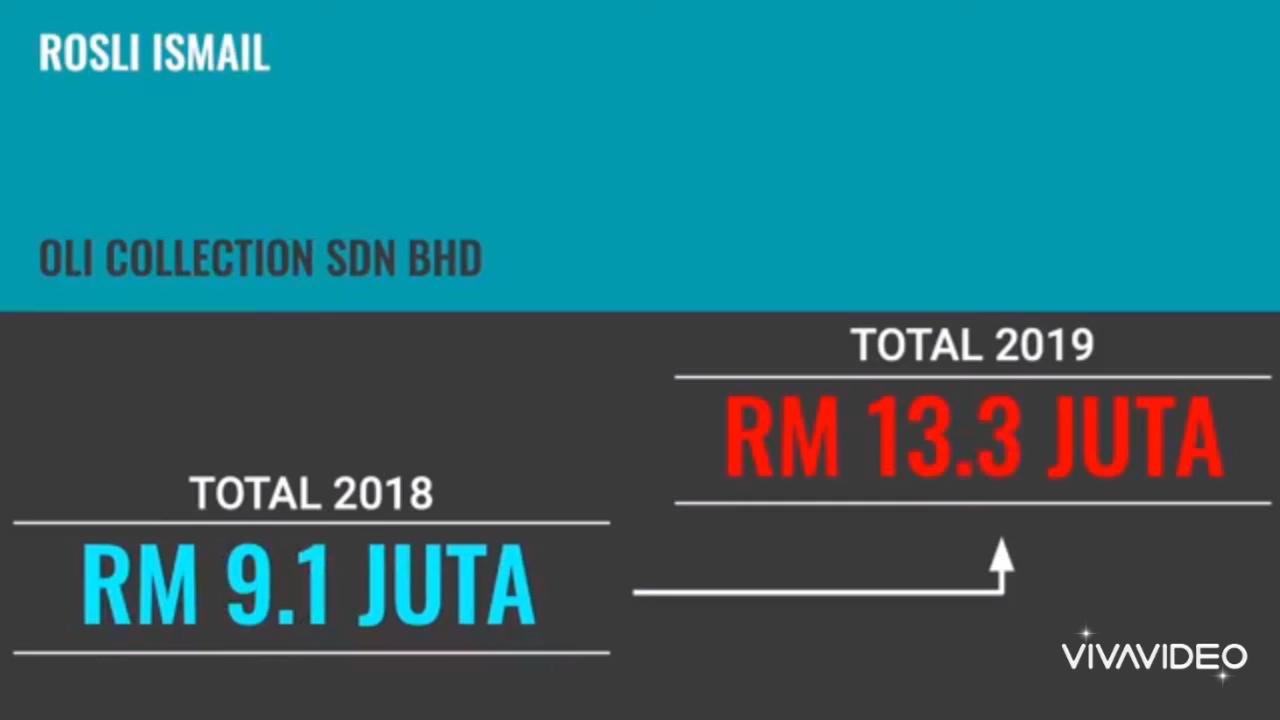 ROSLI ISMAIL
OLI COLLECTION SDN BHD
TOTAL 2019
RM 13.3 JUTA
TOTAL 2018
RM 9.1 JUTA
VIVAVIDEO